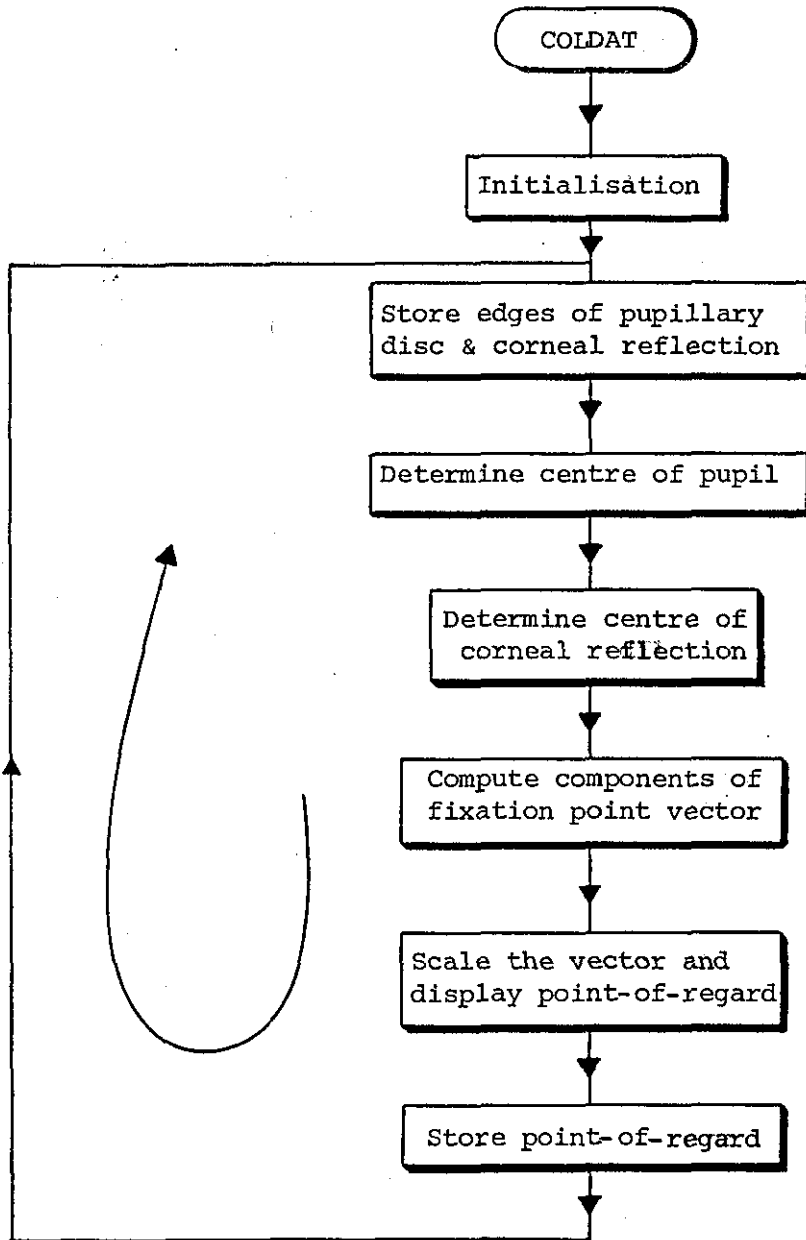 COLDAT
Initialisation
Store edges of pupillary
disc & corneal reflection
Determine centre of pupil
Determine centre of
corneal reflection
Compute components of
fixation point vector
Scale the vector and
display point-of-regard
Store point-of-regard